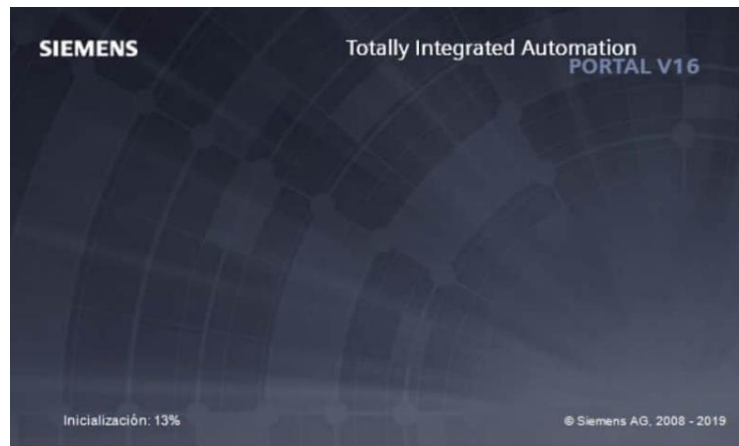 SIEMENS
Totally Integrated Automation
PORTAL V16
Inicialización: 13%
© Siemens AG, 2008 - 2019